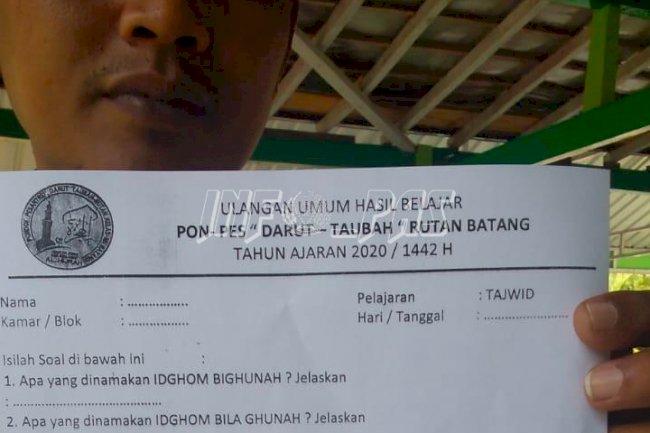 ULANGAN UMUM HASIL BELAJAR
PON- PES " DARUT – TAUBAH " RUTAN BATANG
TAHUN AJARAN 2020 / 1442 H
INFO PAS
Nama : ..................
Pelajaran : TAJWID
Kamar / Blok : ..................
Hari / Tanggal : ........................
Isilah Soal di bawah ini :
1. Apa yang dinamakan IDGHOM BIGHUNAH ? Jelaskan
: ............................................
2. Apa yang dinamakan IDGHOM BILA GHUNAH ? Jelaskan